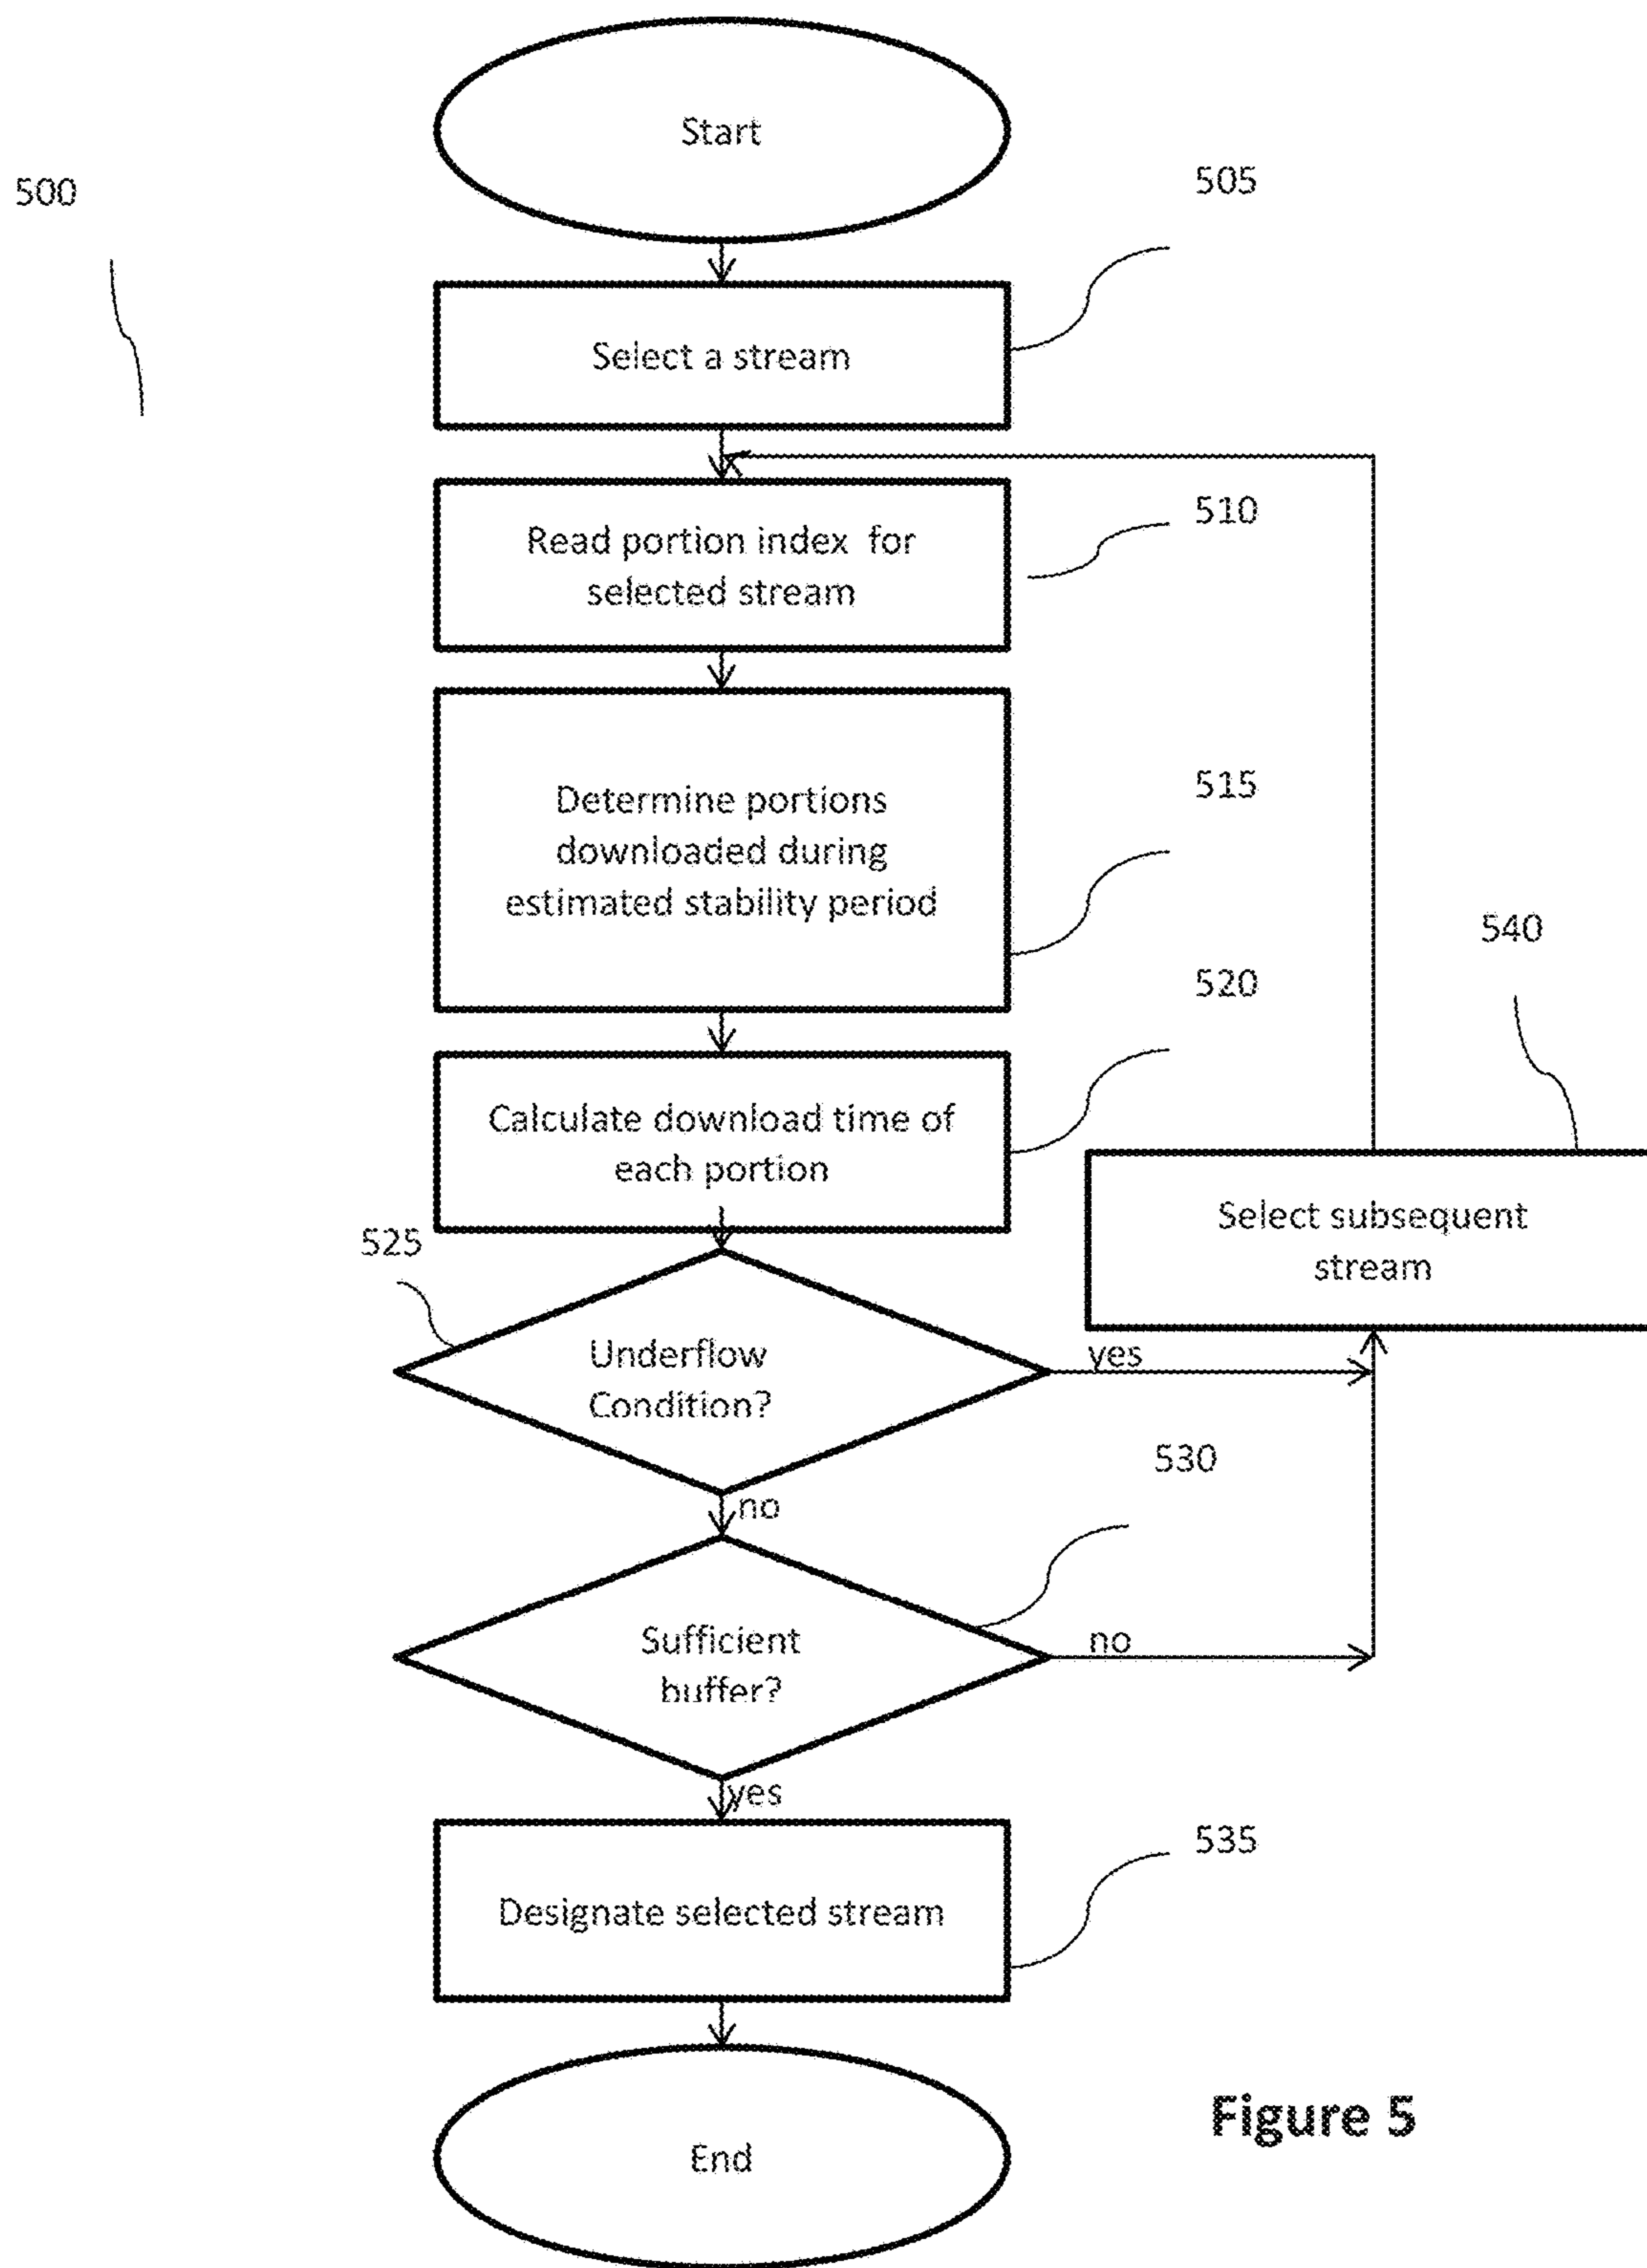 Start
500
505
Select a stream
510
Read portion index for
selected stream
Determine portions
downloaded during
estimated stability period
515
540
520
Calculate download time of
each portion
Select subsequent
stream
525
Underflow
Condition?
yes
530
no
Sufficient
buffer?
no
yes
535
Designate selected stream
Figure 5
End